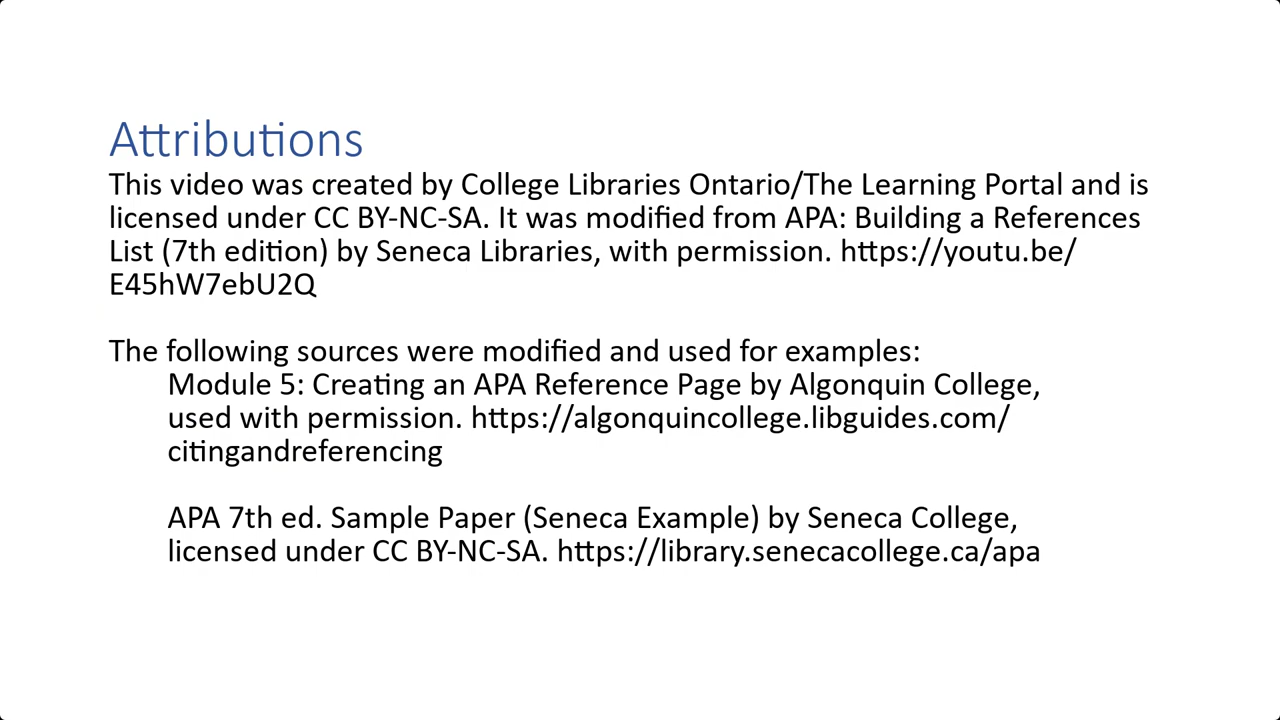 Attributions
This video was created by College Libraries Ontario/The Learning Portal and is
licensed under CC BY-NC-SA. It was modified from APA: Building a References
List (7th edition) by Seneca Libraries, with permission. https://youtu.be/
E45hW7ebU2Q
The following sources were modified and used for examples:
Module 5: Creating an APA Reference Page by Algonquin College,
used with permission. https://algonquincollege.libguides.com/
citingandreferencing
APA 7th ed. Sample Paper (Seneca Example) by Seneca College,
licensed under CC BY-NC-SA. https://library.senecacollege.ca/apa